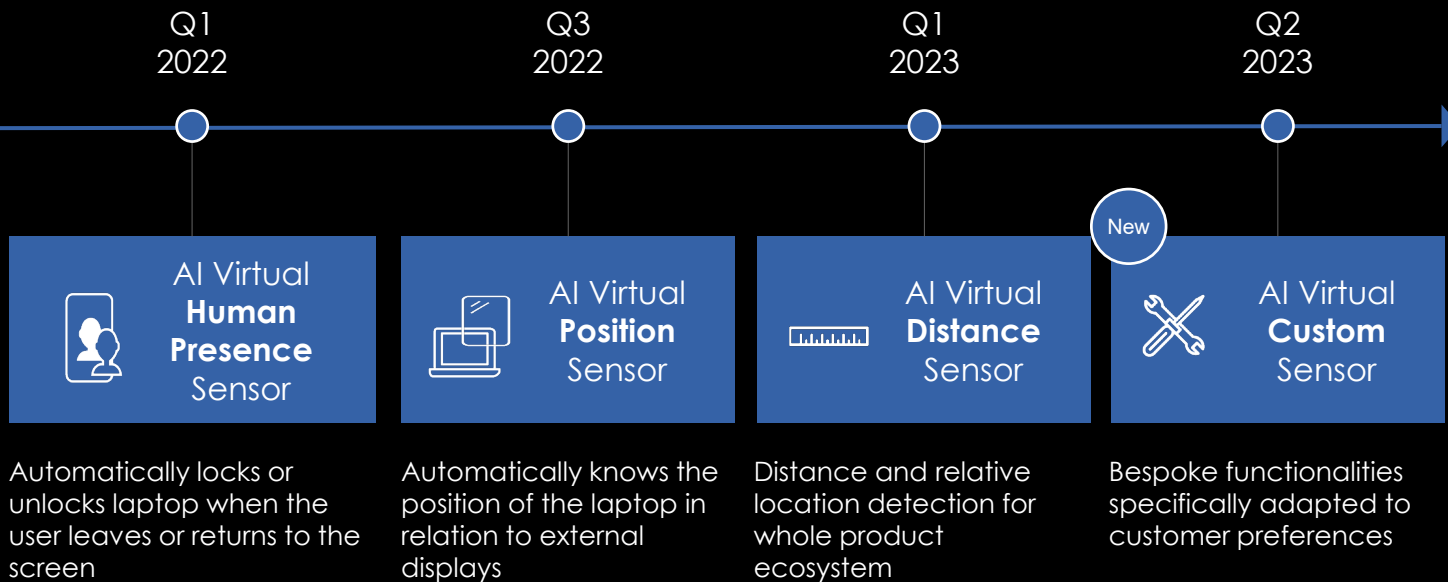 Q1
2022
Q3
2022
Q1
2023
Q2
2023
New
AI Virtual
Human
Presence
Sensor
AI Virtual
Position
Sensor
AI Virtual
Distance
Sensor
AI Virtual
Custom
Sensor
Automatically locks or
unlocks laptop when the
user leaves or returns to the
screen
Automatically knows the
position of the laptop in
relation to external
displays
Distance and relative
location detection for
whole product
ecosystem
Bespoke functionalities
specifically adapted to
customer preferences